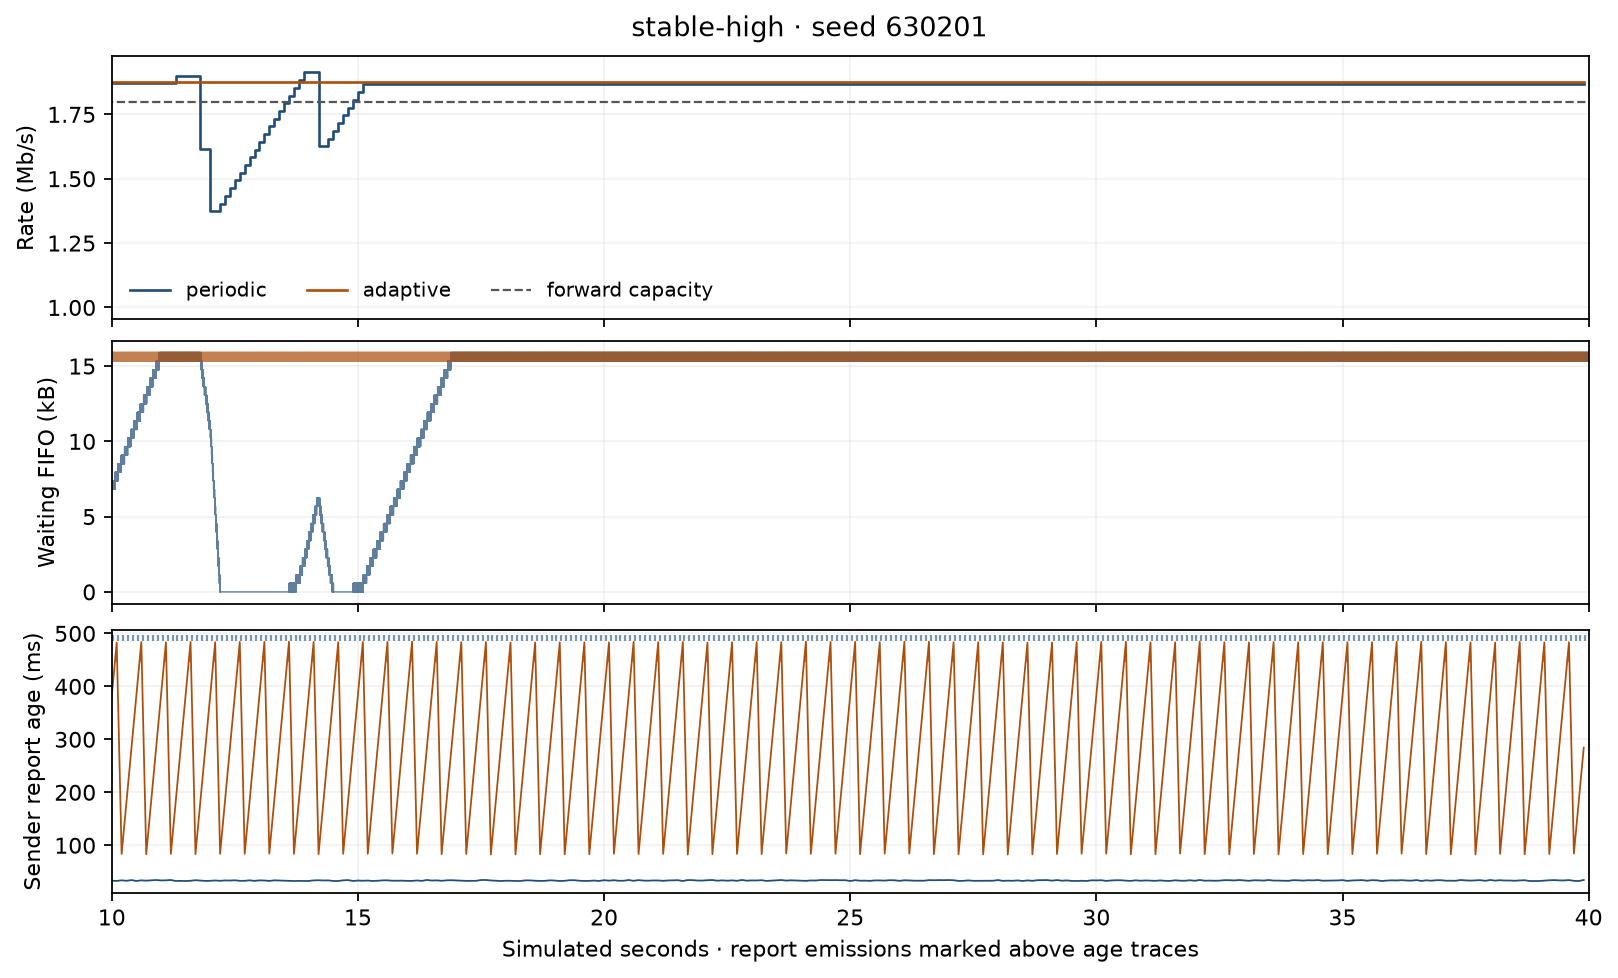 stable-high · seed 630201
Rate (Mb/s)
1.75
1.50
1.25
1.00
periodic adaptive forward capacity
Waiting FIFO (kB)
15
10
5
0
Sender report age (ms)
500
400
300
200
100
10 15 20 25 30 35 40
Simulated seconds · report emissions marked above age traces